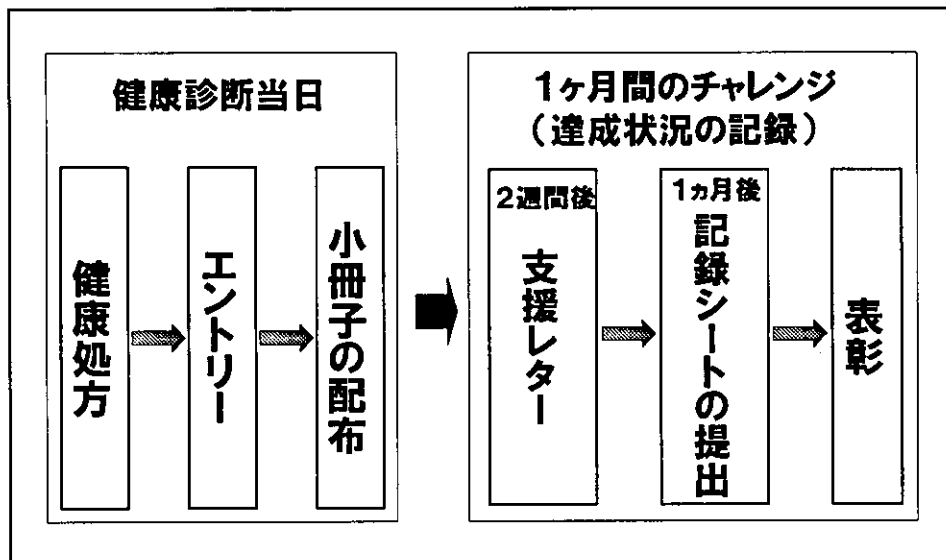 健康診断当日
健康処方
エントリー
小冊子の配布
1ヶ月間のチャレンジ
（達成状況の記録）
2週間後
支援レター
1ヵ月後
記録シートの提出
表彰